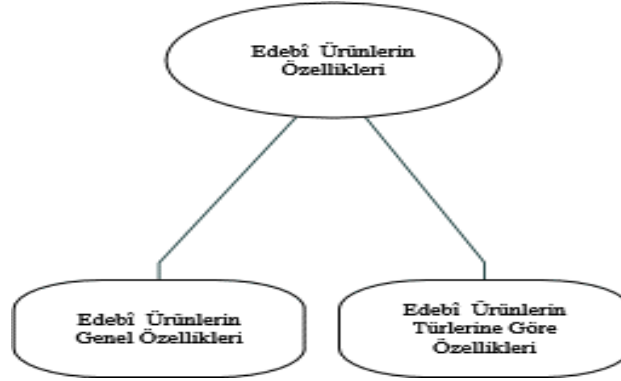 Edebî Ürünlerin
Özellikleri
Edebî Ürünlerin
Genel Özellikleri
Edebî Ürünlerin
Türlerine Göre
Özellikleri